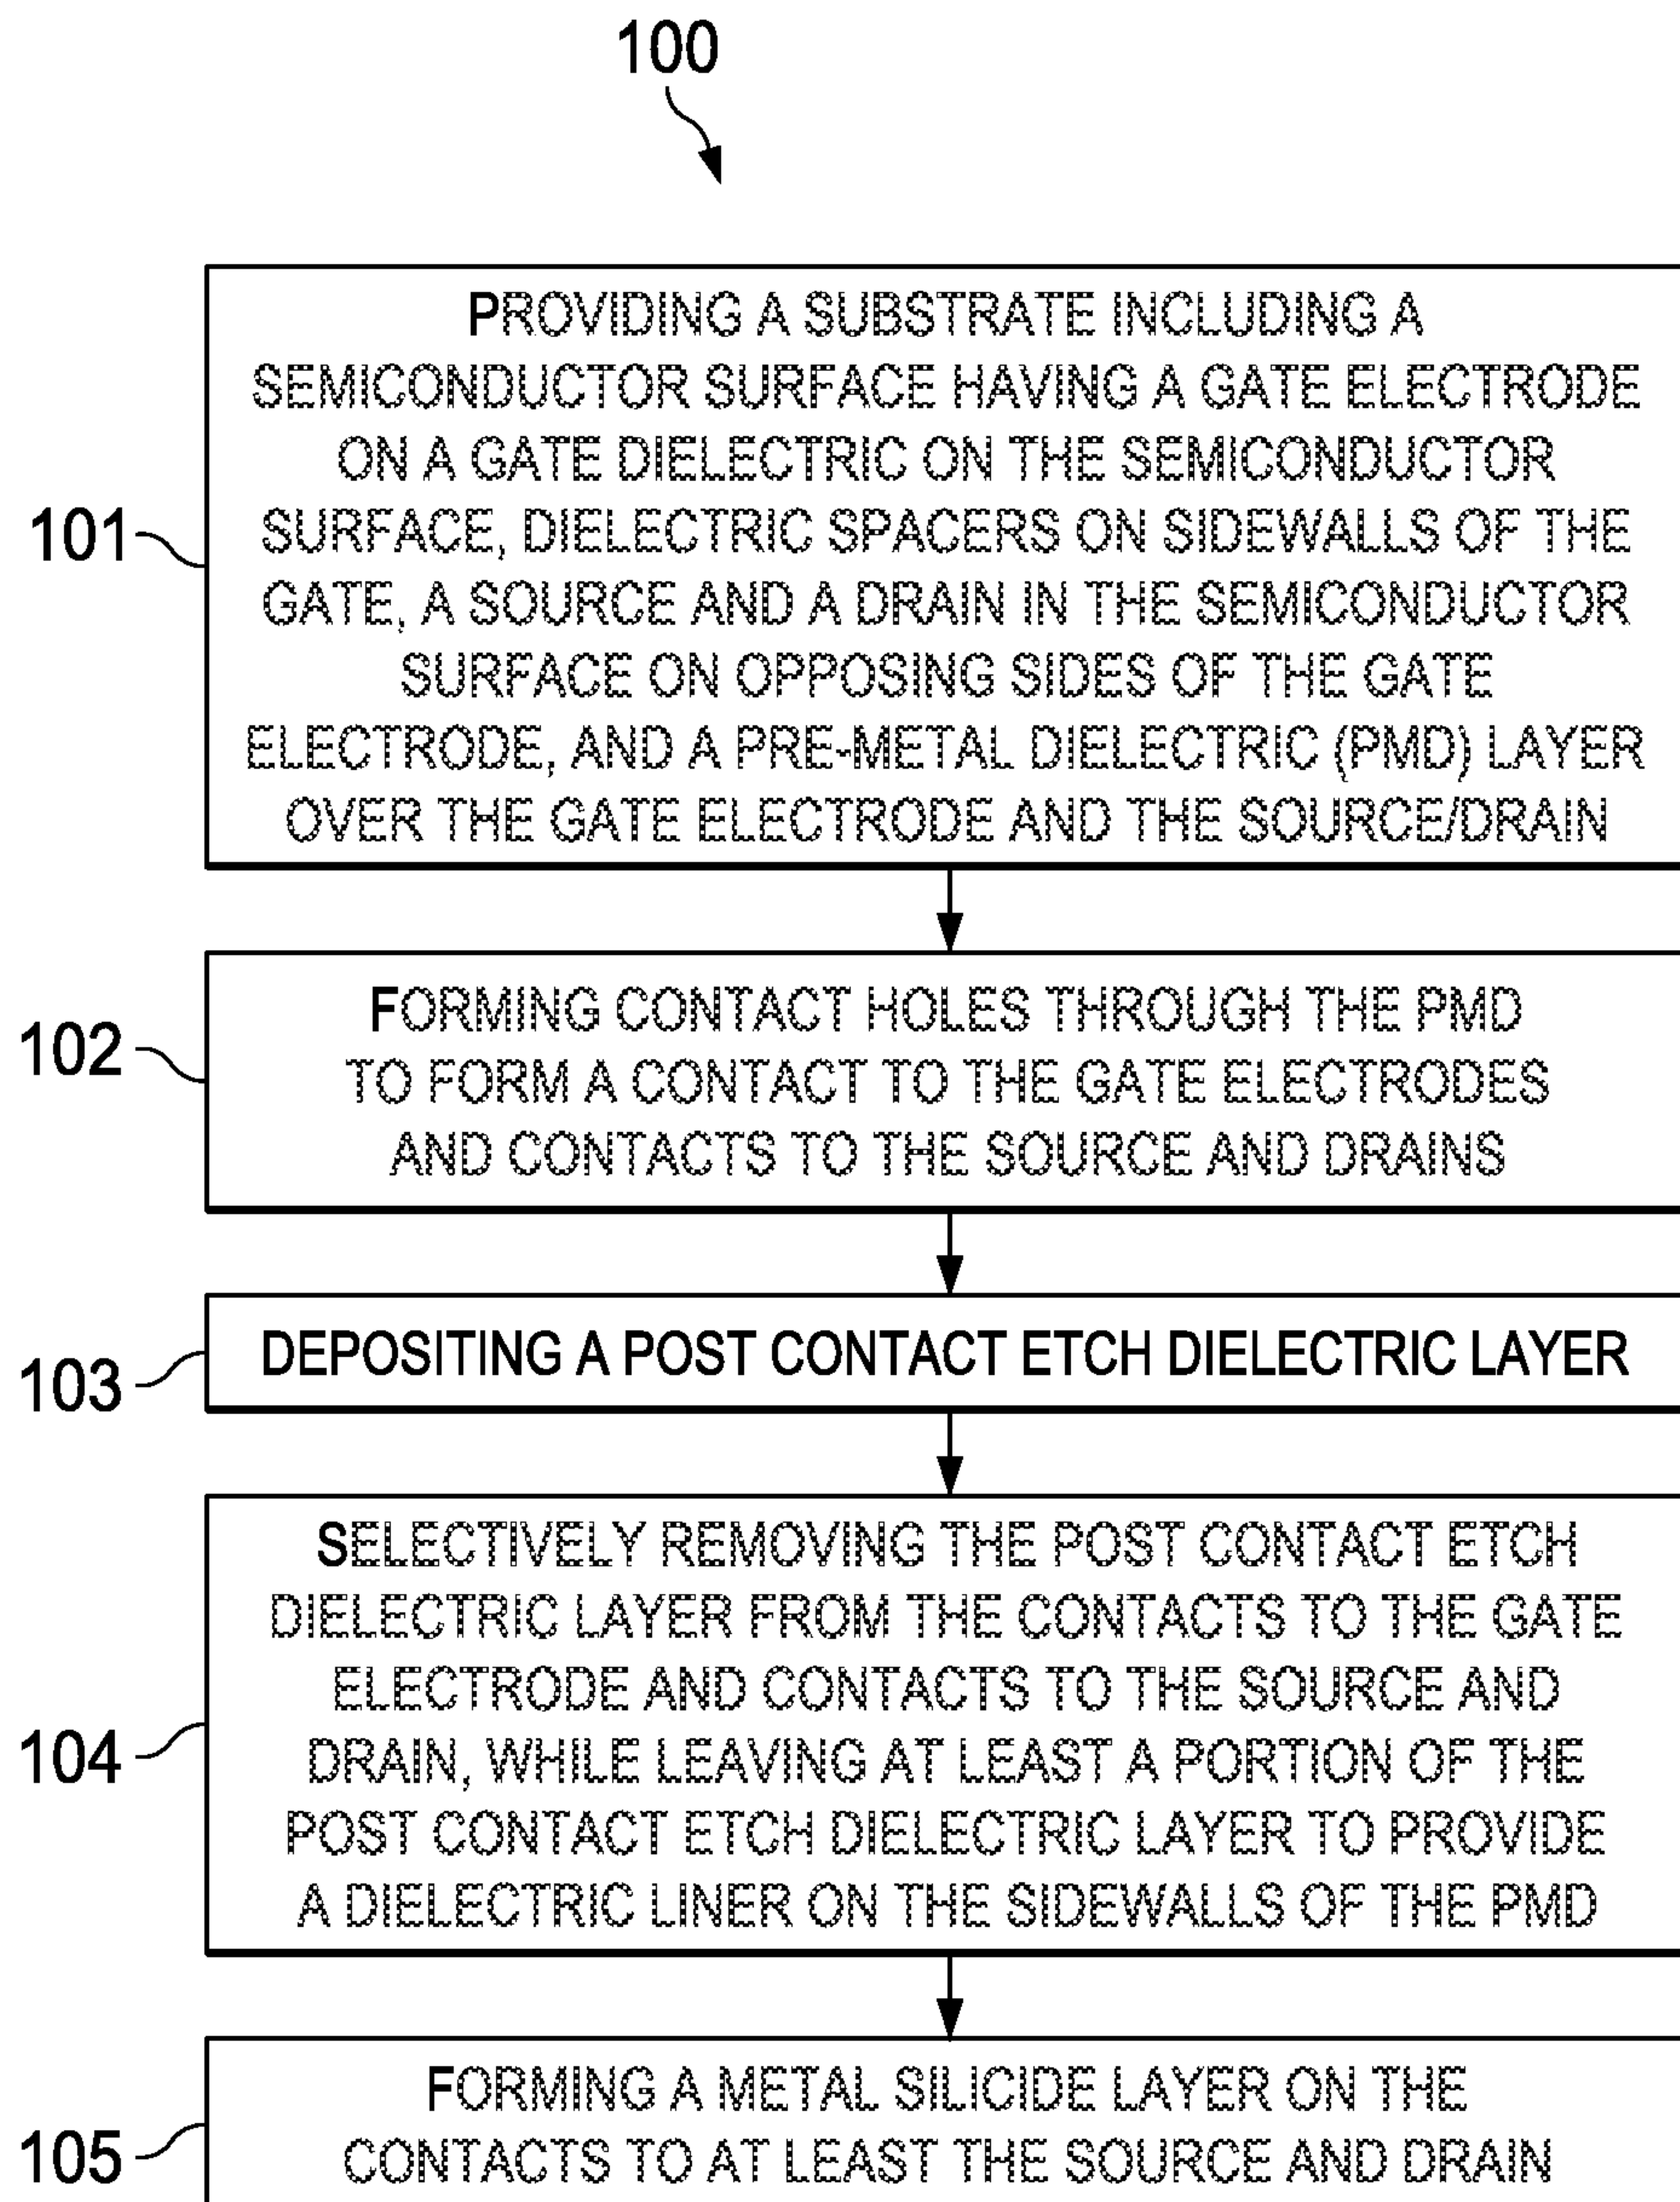 100
101
PROVIDING A SUBSTRATE INCLUDING A
SEMICONDUCTOR SURFACE HAVING A GATE ELECTRODE
ON A GATE DIELECTRIC ON THE SEMICONDUCTOR
SURFACE, DIELECTRIC SPACERS ON SIDEWALLS OF THE
GATE, A SOURCE AND A DRAIN IN THE SEMICONDUCTOR
SURFACE ON OPPOSING SIDES OF THE GATE
ELECTRODE, AND A PRE-METAL DIELECTRIC (PMD) LAYER
OVER THE GATE ELECTRODE AND THE SOURCE/DRAIN
102
FORMING CONTACT HOLES THROUGH THE PMD
TO FORM A CONTACT TO THE GATE ELECTRODES
AND CONTACTS TO THE SOURCE AND DRAINS
103
DEPOSITING A POST CONTACT ETCH DIELECTRIC LAYER
104
SELECTIVELY REMOVING THE POST CONTACT ETCH
DIELECTRIC LAYER FROM THE CONTACTS TO THE GATE
ELECTRODE AND CONTACTS TO THE SOURCE AND
DRAIN, WHILE LEAVING AT LEAST A PORTION OF THE
POST CONTACT ETCH DIELECTRIC LAYER TO PROVIDE
A DIELECTRIC LINER ON THE SIDEWALLS OF THE PMD
105
FORMING A METAL SILICIDE LAYER ON THE
CONTACTS TO AT LEAST THE SOURCE AND DRAIN